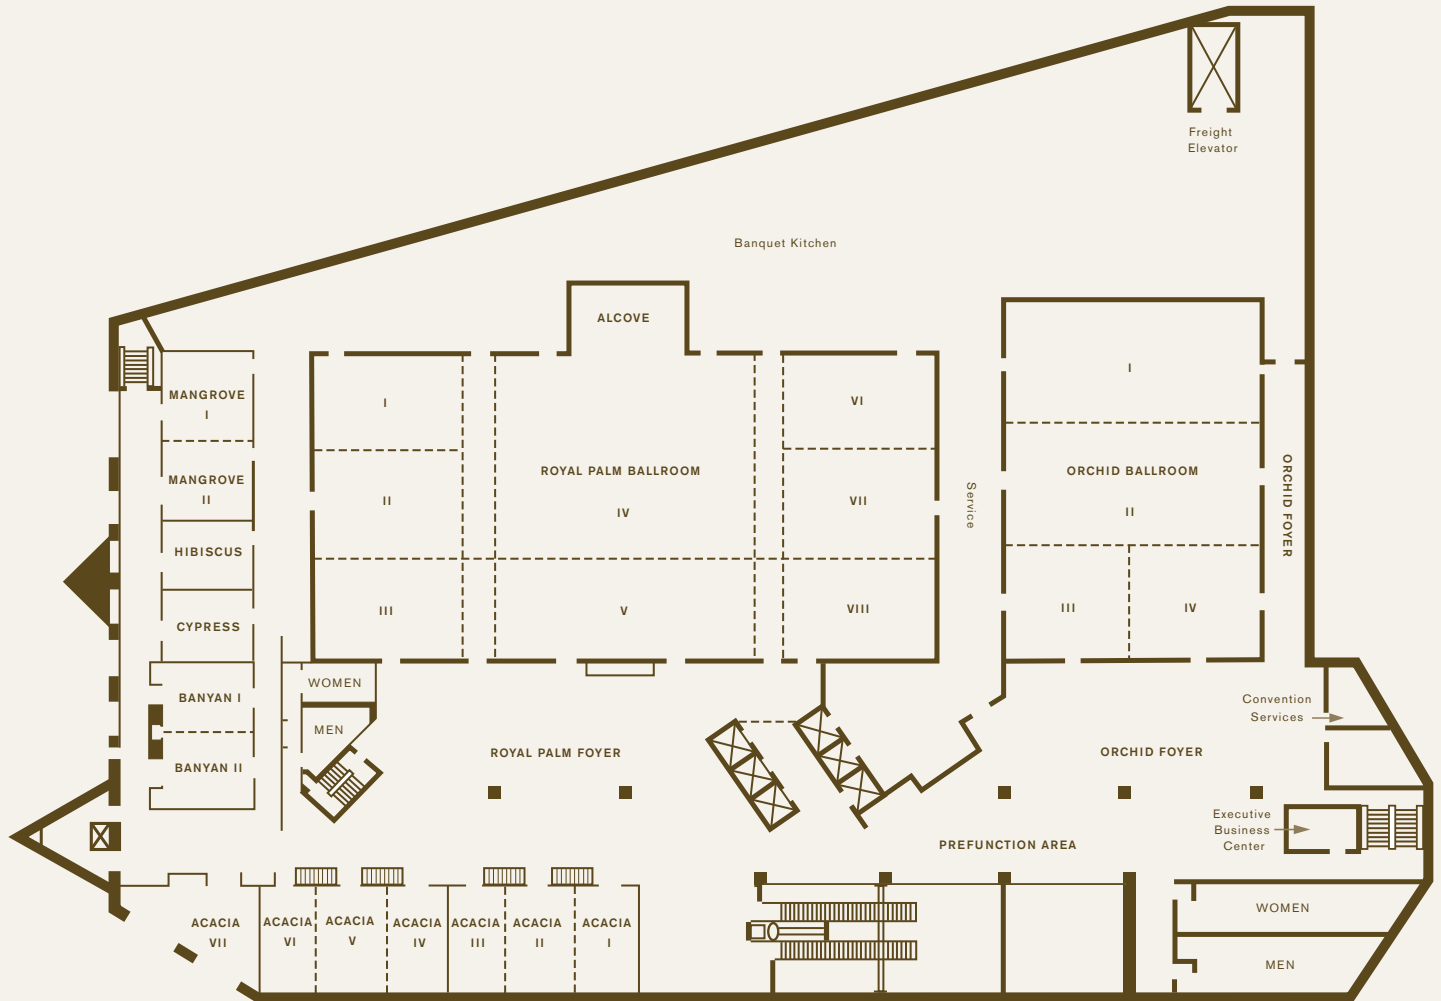 Freight
Elevator
Banquet Kitchen
ALCOVE
MANGROVE
I
MANGROVE
II
HIBISCUS
CYPRESS
BANYAN I
BANYAN II
I
II
III
ROYAL PALM BALLROOM
IV
V
VI
VII
VIII
Service
I
ORCHID BALLROOM
II
III
IV
ORCHID FOYER
WOMEN
MEN
ROYAL PALM FOYER
ORCHID FOYER
Convention
Services
Executive
Business
Center
PREFUNCTION AREA
ACACIA
VII
ACACIA
VI
ACACIA
V
ACACIA
IV
ACACIA
III
ACACIA
II
ACACIA
I
WOMEN
MEN